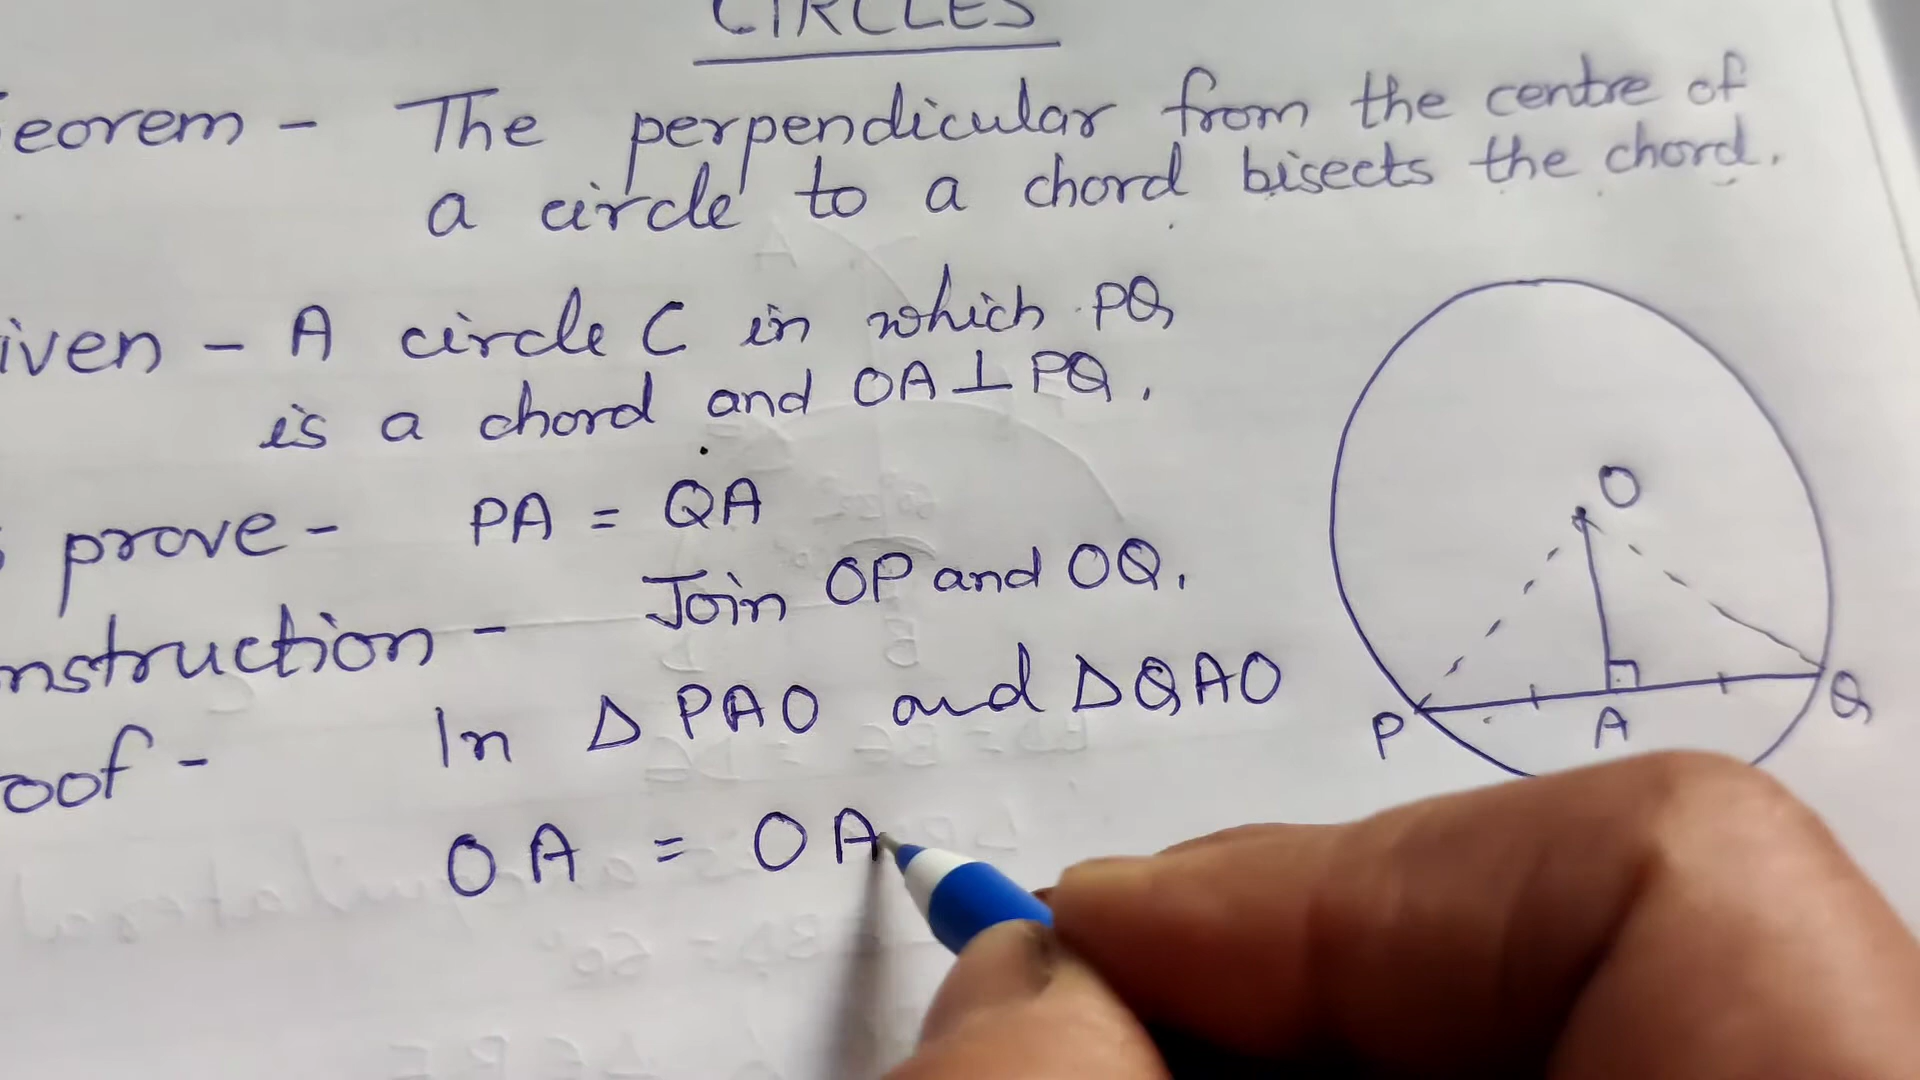 CIRCLES
eorem - The perpendicular from the centre of
a circle to a chord bisects the chord.
iven - A circle C in which PQ
is a chord and OA ⊥ PQ.
prove - PA = QA
nstruction - Join OP and OQ.
oof - In Δ PAO and Δ QAO
OA = OA
O
P
A
Q